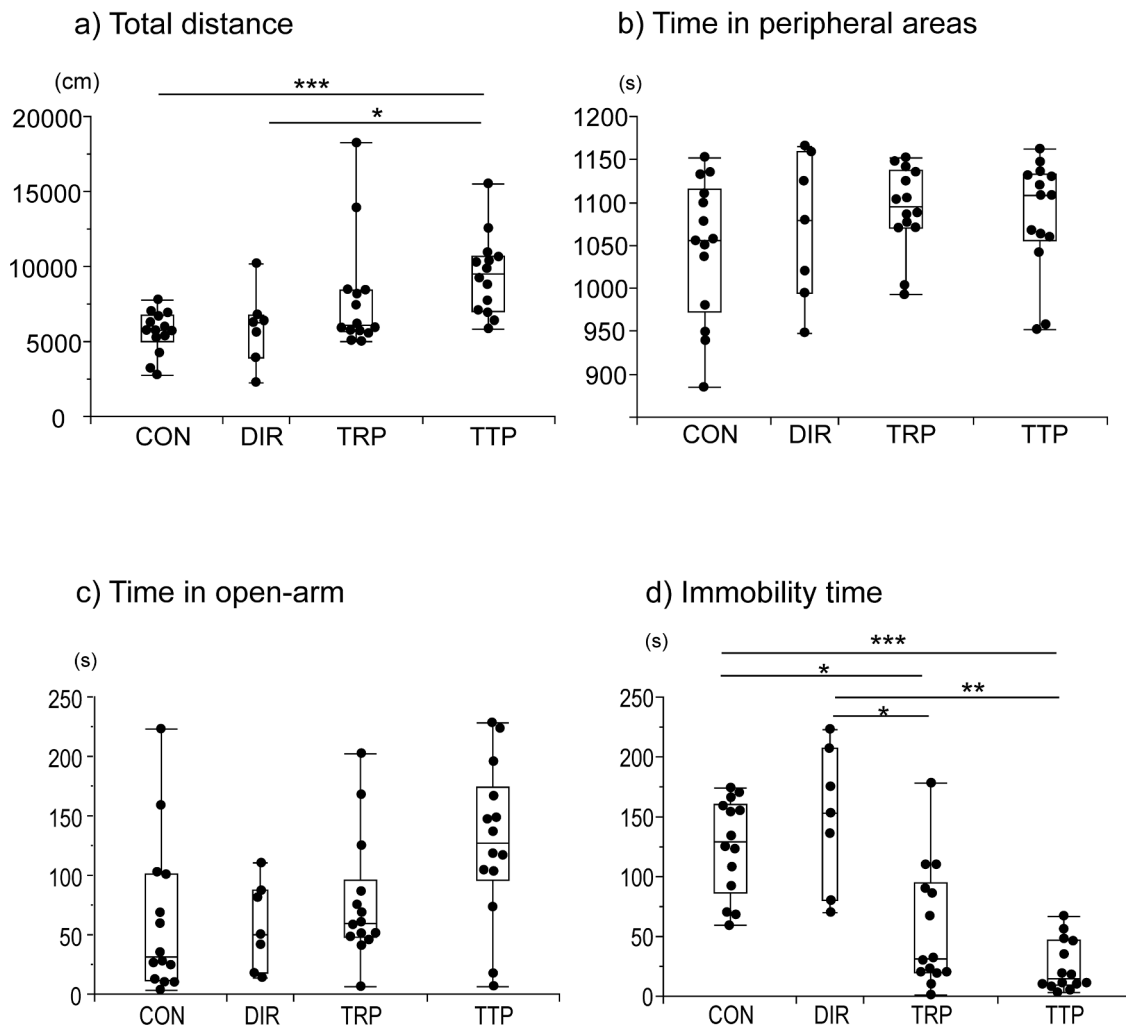 a) Total distance
(cm)
***
*
20000
15000
10000
5000
0
CON DIR TRP TTP
b) Time in peripheral areas
(s)
1200
1150
1100
1050
1000
950
900
CON DIR TRP TTP
c) Time in open-arm
(s)
250
200
150
100
50
0
CON DIR TRP TTP
d) Immobility time
(s)
***
*
**
*
250
200
150
100
50
0
CON DIR TRP TTP